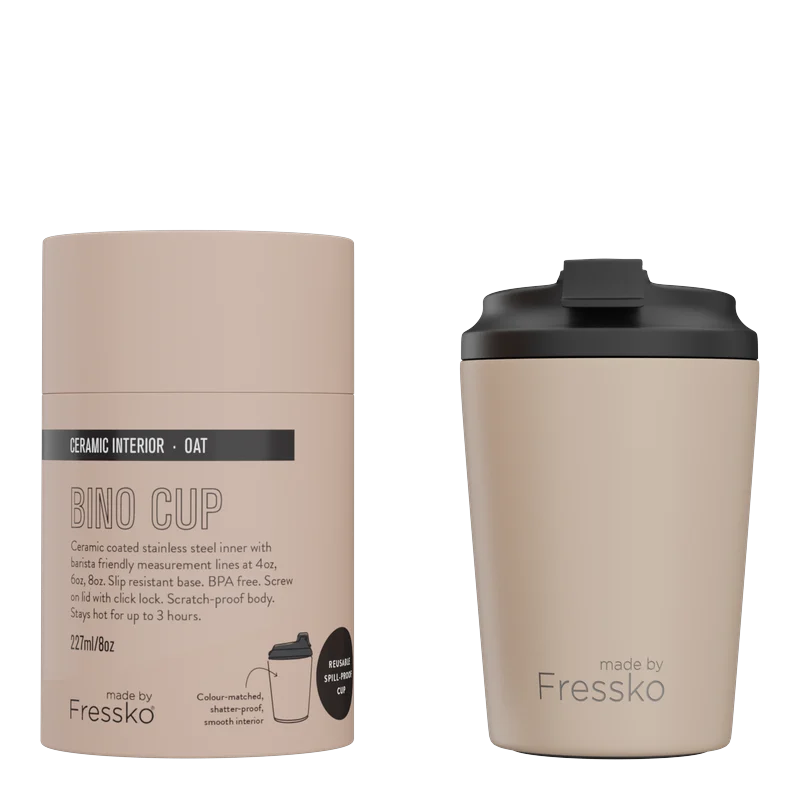 CERAMIC INTERIOR · OAT
BINO CUP
Ceramic coated stainless steel inner with
barista friendly measurement lines at 4oz,
6oz, 8oz. Slip resistant base. BPA free. Screw
on lid with click lock. Scratch-proof body.
Stays hot for up to 3 hours.
227ml/8oz
made by
Fressko®
Colour-matched,
shatter-proof,
smooth interior
REUSABLE
SPILL-PROOF
CUP
made by
Fressko